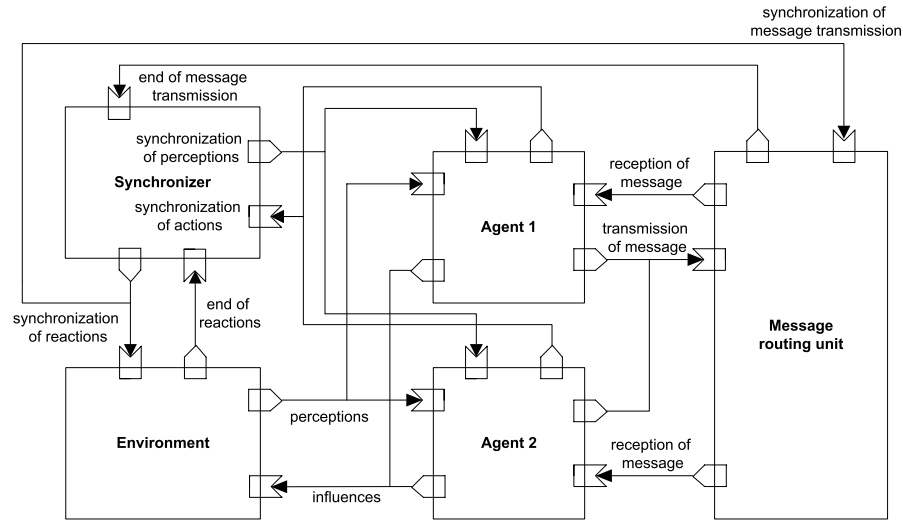 synchronization of
message transmission
end of message
transmission
synchronization
of perceptions
Synchronizer
synchronization
of actions
reception of
message
Agent 1
transmission
of message
synchronization
of reactions
end of
reactions
Message
routing unit
perceptions
Environment
Agent 2
reception of
message
influences